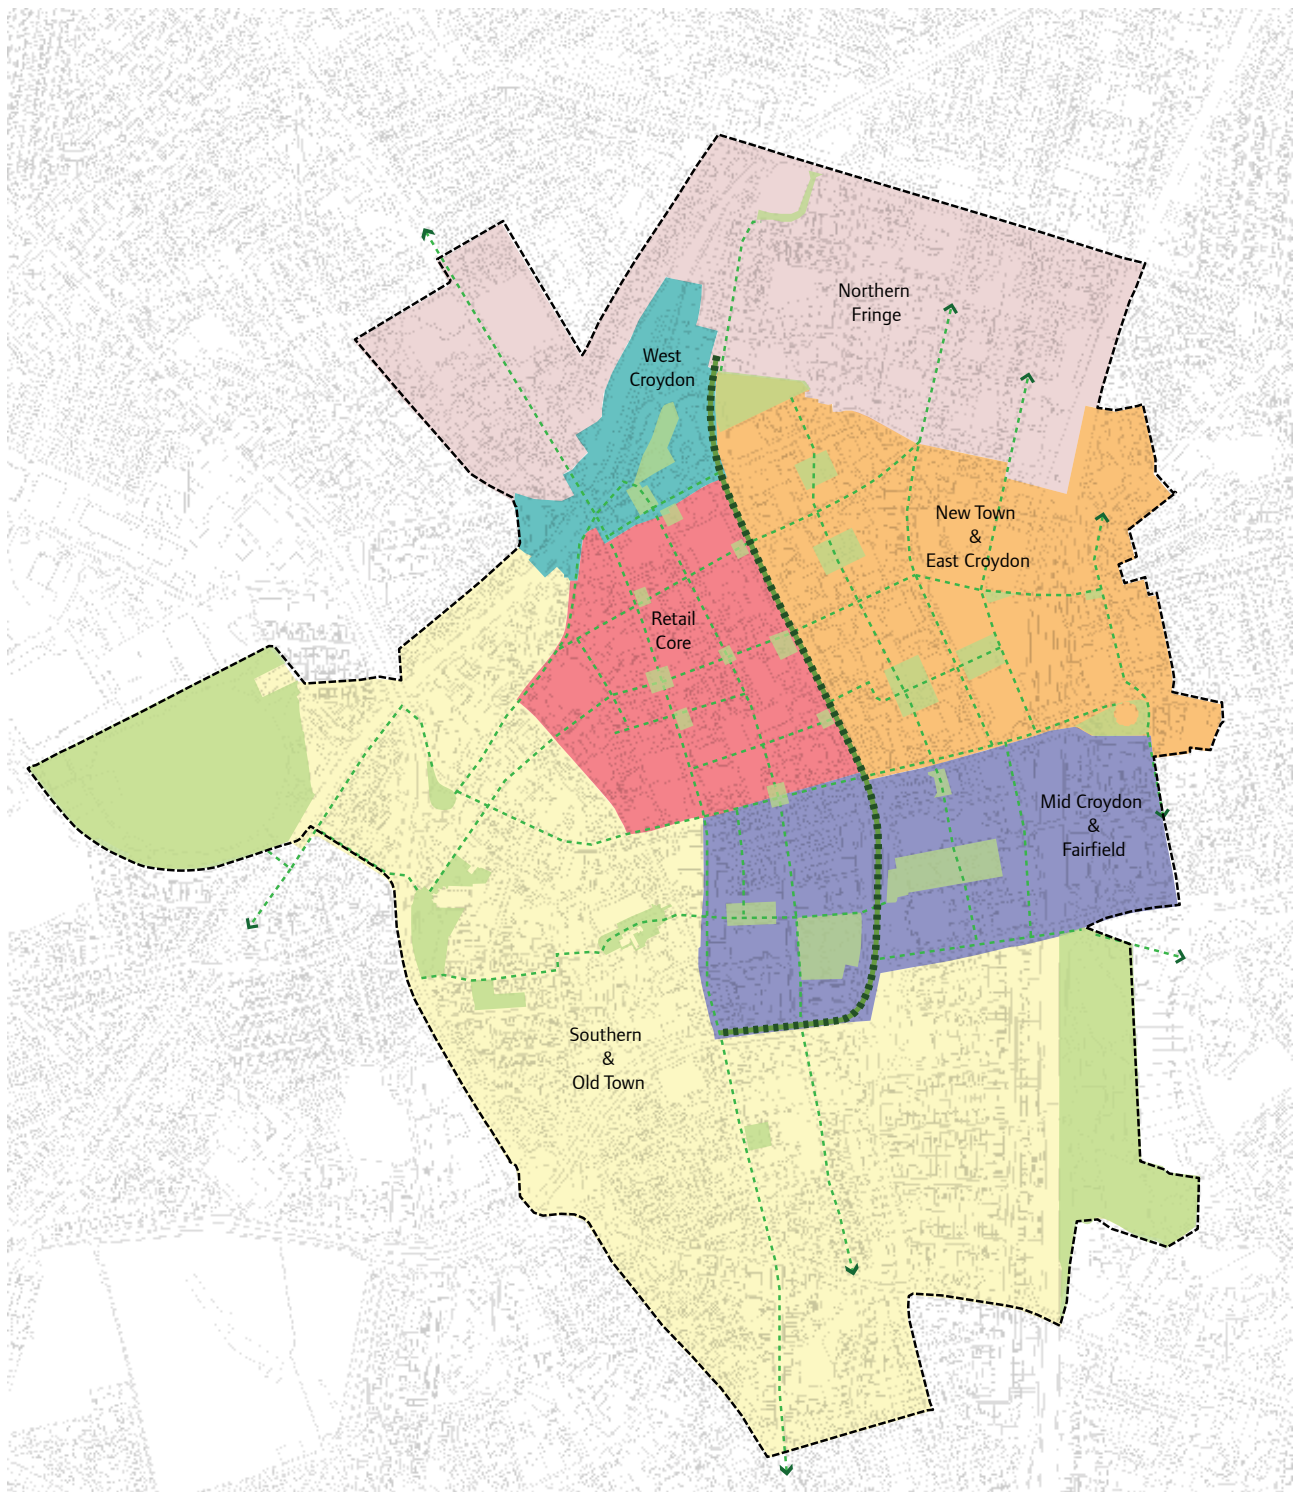 Northern
Fringe
West
Croydon
New Town
&
East Croydon
Retail
Core
Mid Croydon
&
Fairfield
Southern
&
Old Town